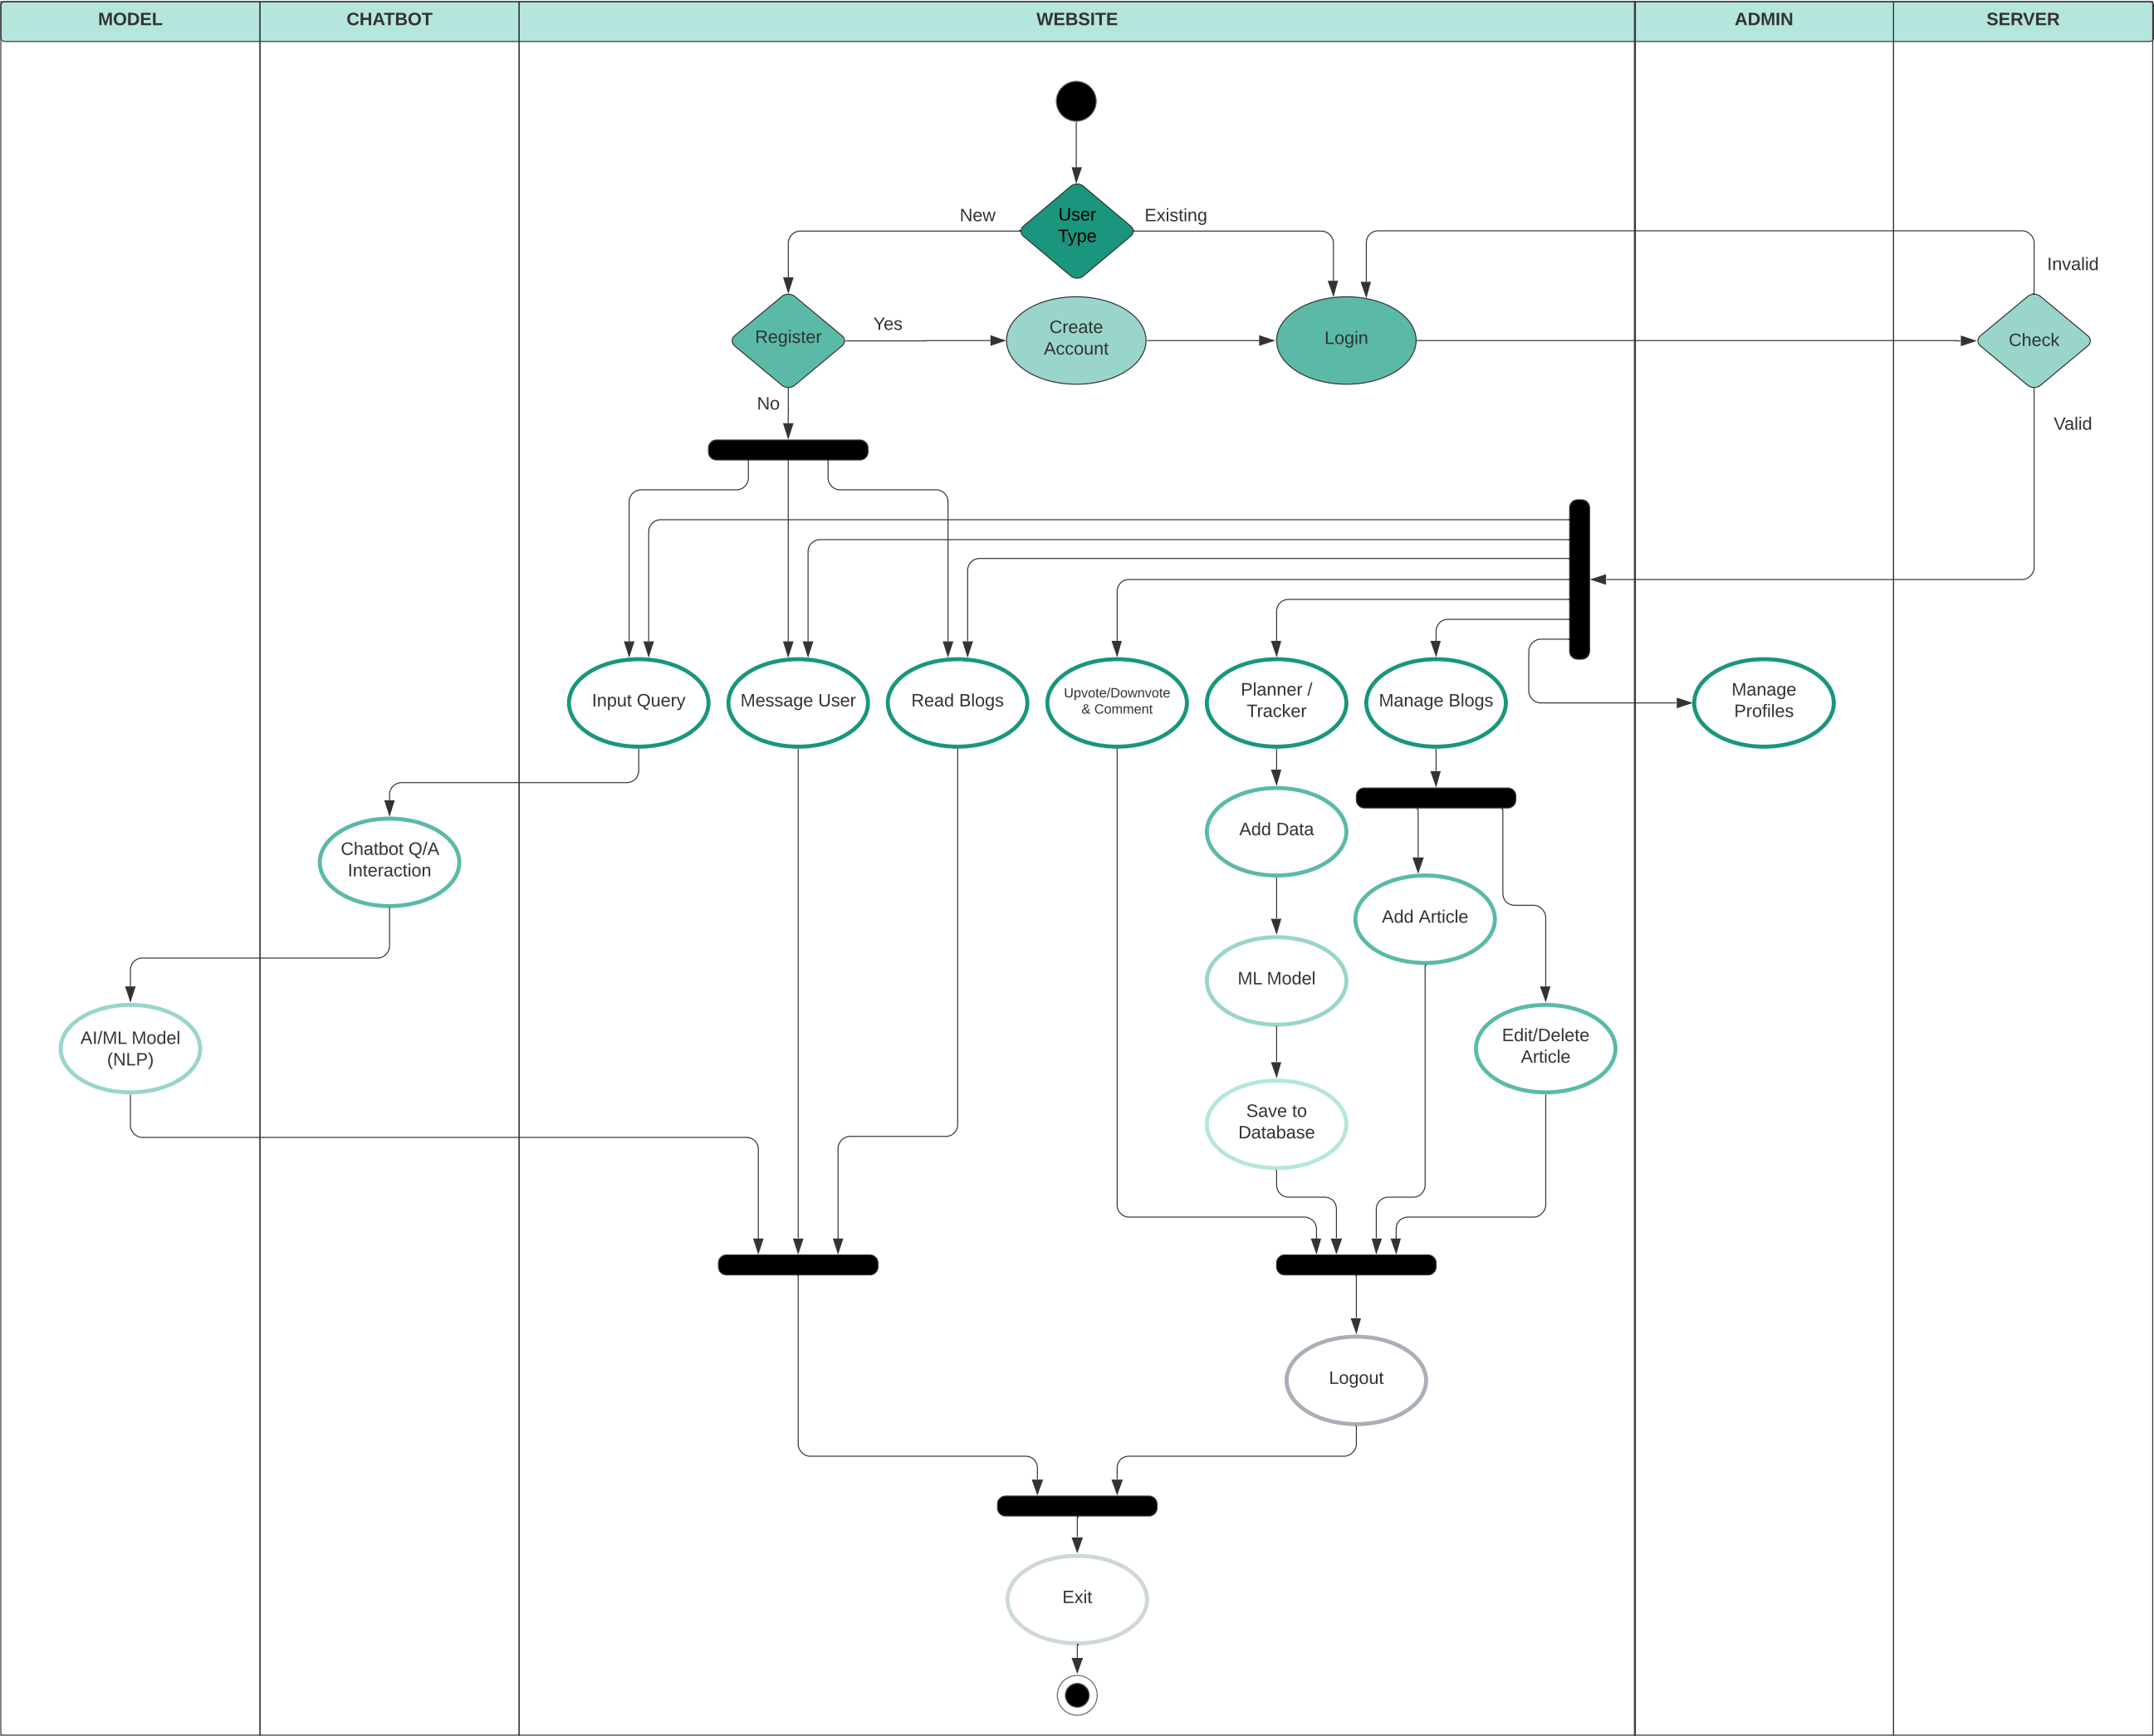 MODEL
CHATBOT
WEBSITE
ADMIN
SERVER
User
Type
New
Existing
Invalid
Register
Yes
Create
Account
Login
Check
No
Valid
Input Query
Message User
Read Blogs
Upvote/Downvote
& Comment
Planner /
Tracker
Manage Blogs
Manage
Profiles
Add Data
Chatbot Q/A
Interaction
Add Article
ML Model
AI/ML Model
(NLP)
Edit/Delete
Article
Save to
Database
Logout
Exit